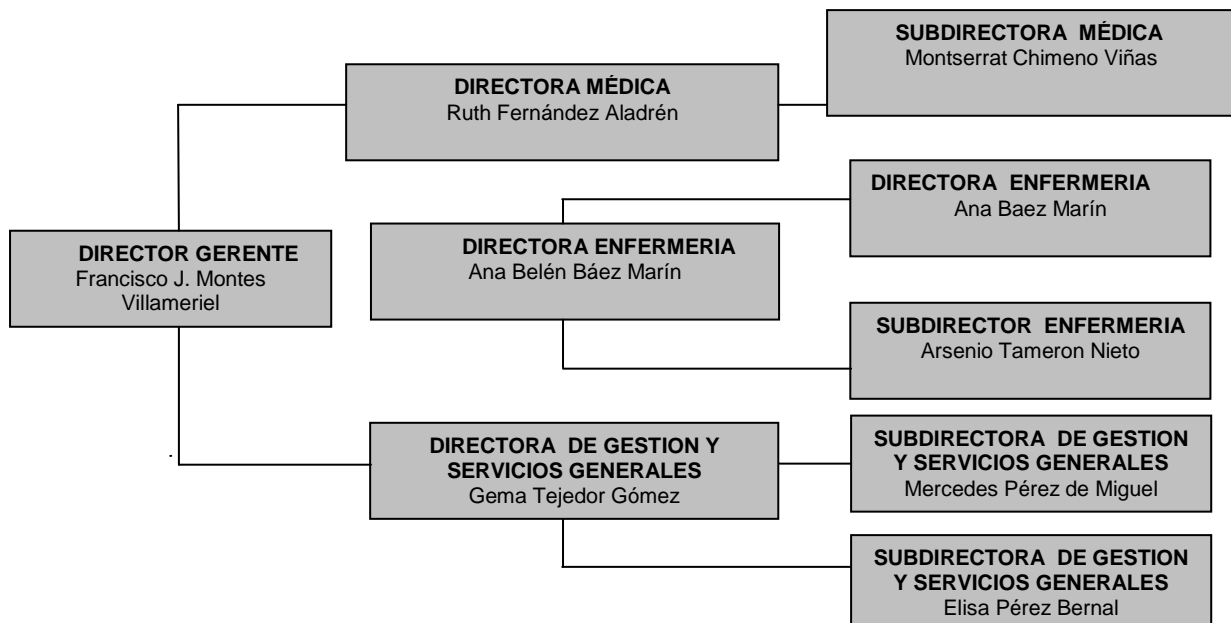 SUBDIRECTORA MÉDICA
Montserrat Chimeno Viñas
DIRECTORA MÉDICA
Ruth Fernández Aladrén
DIRECTORA ENFERMERIA
Ana Baez Marín
DIRECTOR GERENTE
Francisco J. Montes
Villameriel
DIRECTORA ENFERMERIA
Ana Belén Báez Marín
SUBDIRECTOR ENFERMERIA
Arsenio Tameron Nieto
DIRECTORA DE GESTION Y
SERVICIOS GENERALES
Gema Tejedor Gómez
SUBDIRECTORA DE GESTION
Y SERVICIOS GENERALES
Mercedes Pérez de Miguel
SUBDIRECTORA DE GESTION
Y SERVICIOS GENERALES
Elisa Pérez Bernal